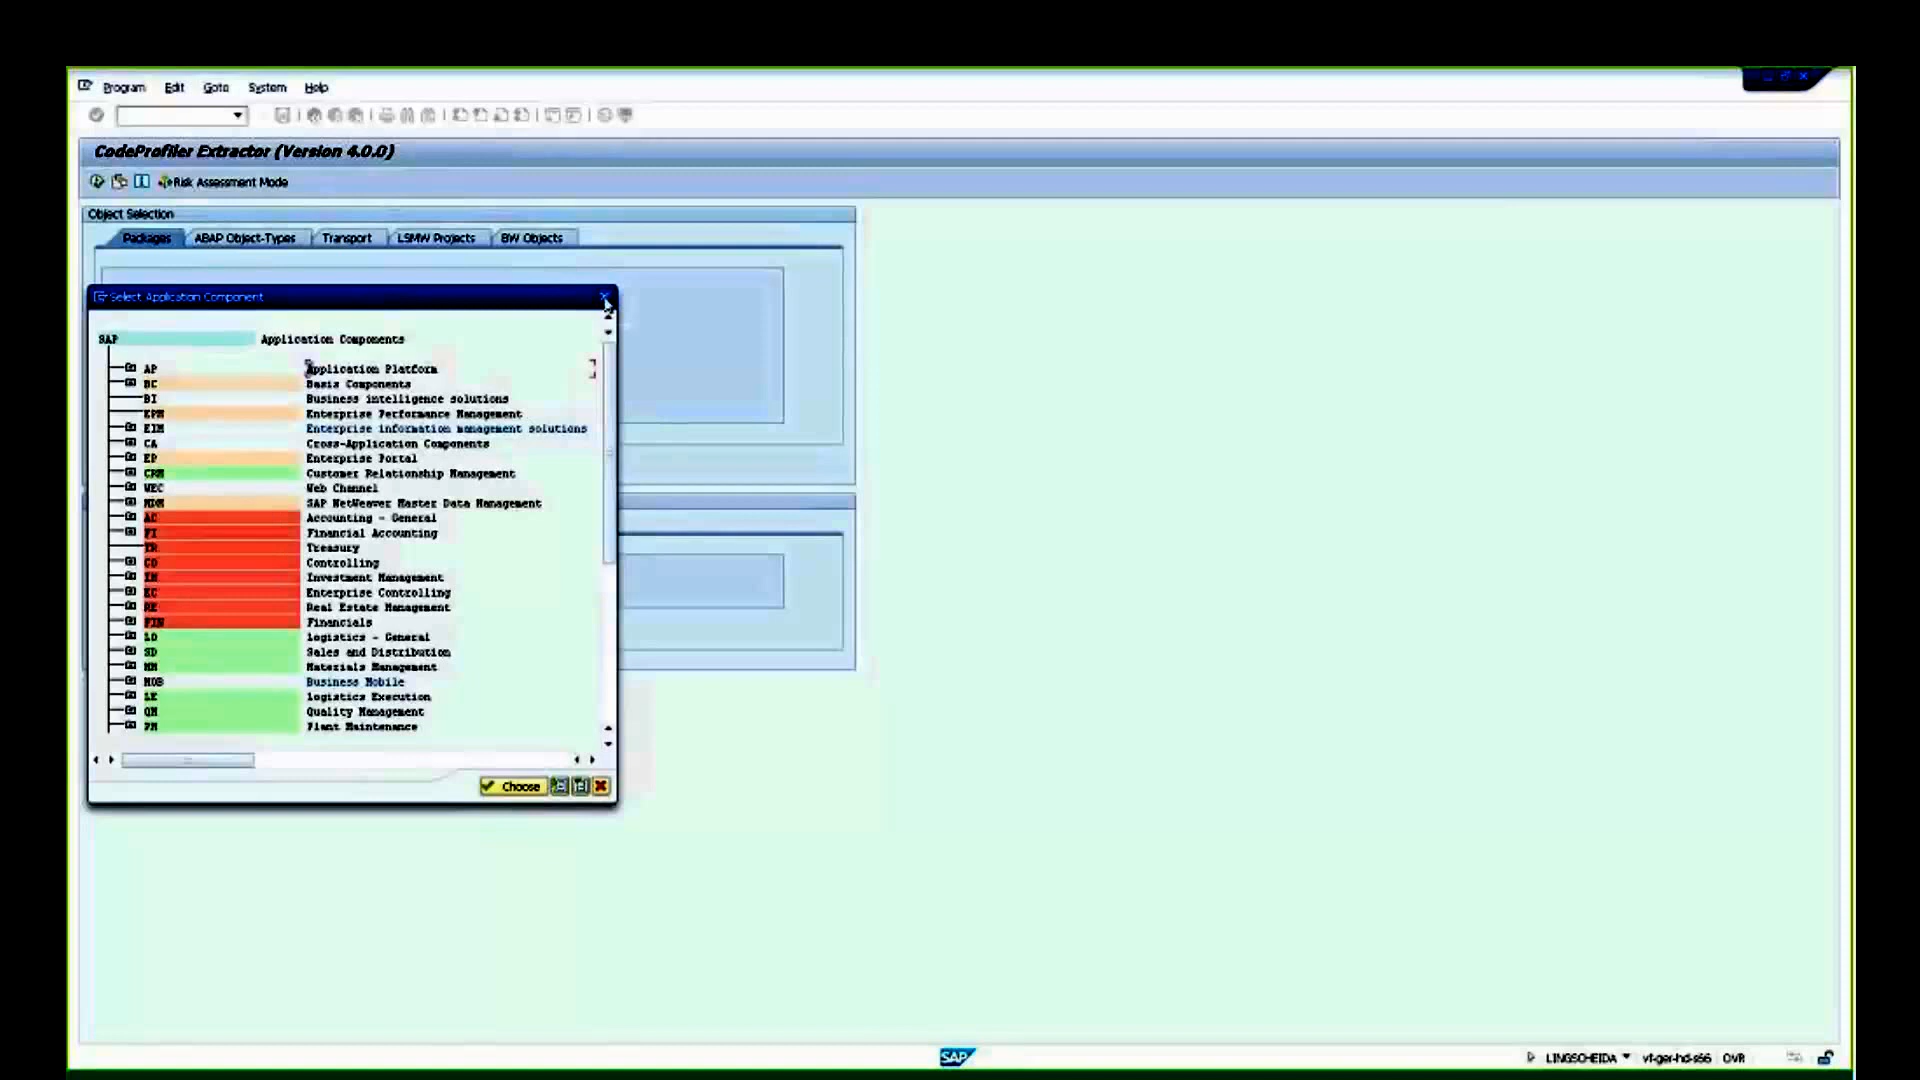 Program Edit Goto System Help
CodeProfiler Extractor (Version 4.0.0)
Risk Assessment Mode
Object Selection
Packages ABAP Object-Types Transport LSMW Projects BW Objects
Select Application Component
SAP Application Components
AP Application Platform
BC Basis Components
BI Business intelligence solutions
EPM Enterprise Performance Management
EIM Enterprise information management solutions
CA Cross-Application Components
EP Enterprise Portal
CRM Customer Relationship Management
WEC Web Channel
MDM SAP NetWeaver Master Data Management
AC Accounting - General
FI Financial Accounting
TR Treasury
CO Controlling
IM Investment Management
EC Enterprise Controlling
RE Real Estate Management
FIN Financials
LO Logistics - General
SD Sales and Distribution
MM Materials Management
MOB Business Mobile
LE Logistics Execution
QM Quality Management
PM Plant Maintenance
Choose
SAP
LINGSCHEIDA vf-ger-hd-s66 OVR